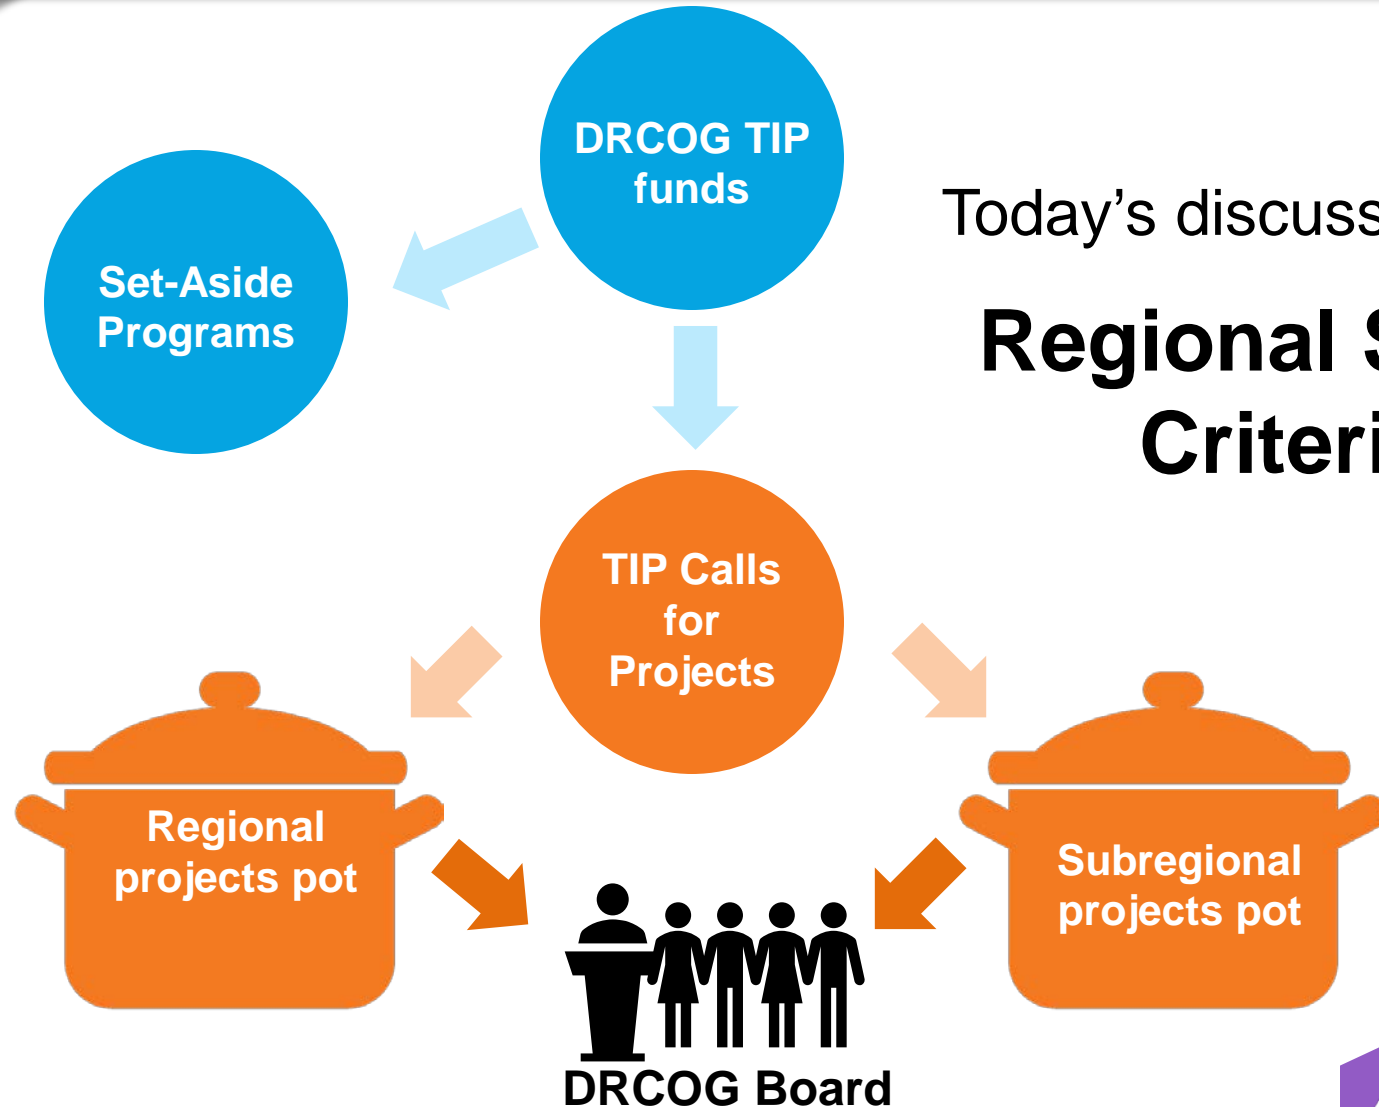 DRCOG TIP
funds
Set-Aside
Programs
Today's discuss
Regional
Criteri
TIP Calls
for
Projects
Regional
projects pot
Subregional
projects pot
DRCOG Board